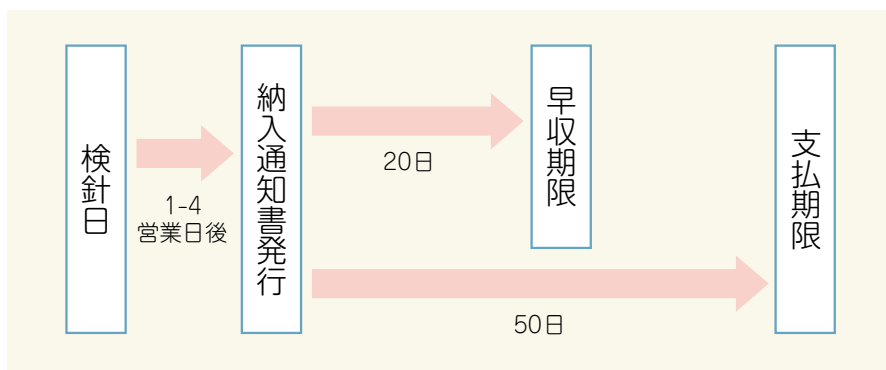 検針日
1-4
営業日後
納入通知書発行
20日
早収期限
50日
支払期限